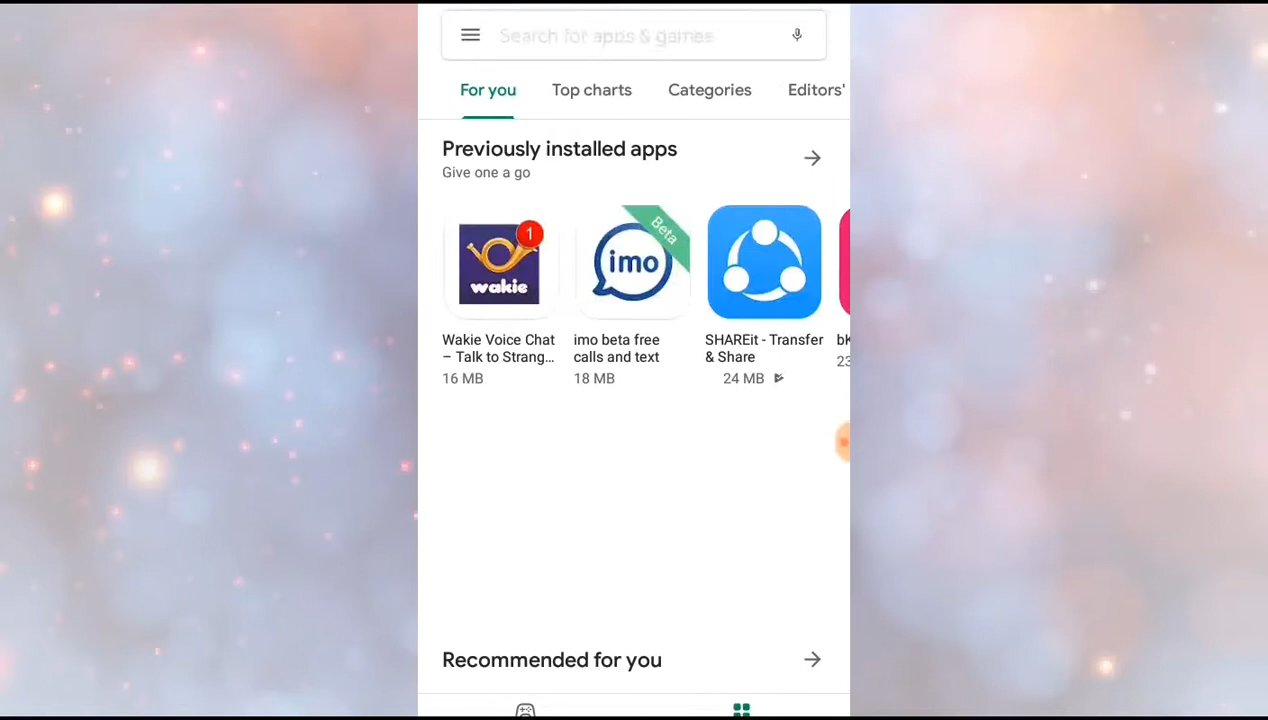 Search for apps & games
For you Top charts Categories Editors'
Previously installed apps
Give one a go
1
wakie
imo
Beta
Wakie Voice Chat
– Talk to Strang...
16 MB
imo beta free
calls and text
18 MB
SHAREit - Transfer
& Share
24 MB
Recommended for you